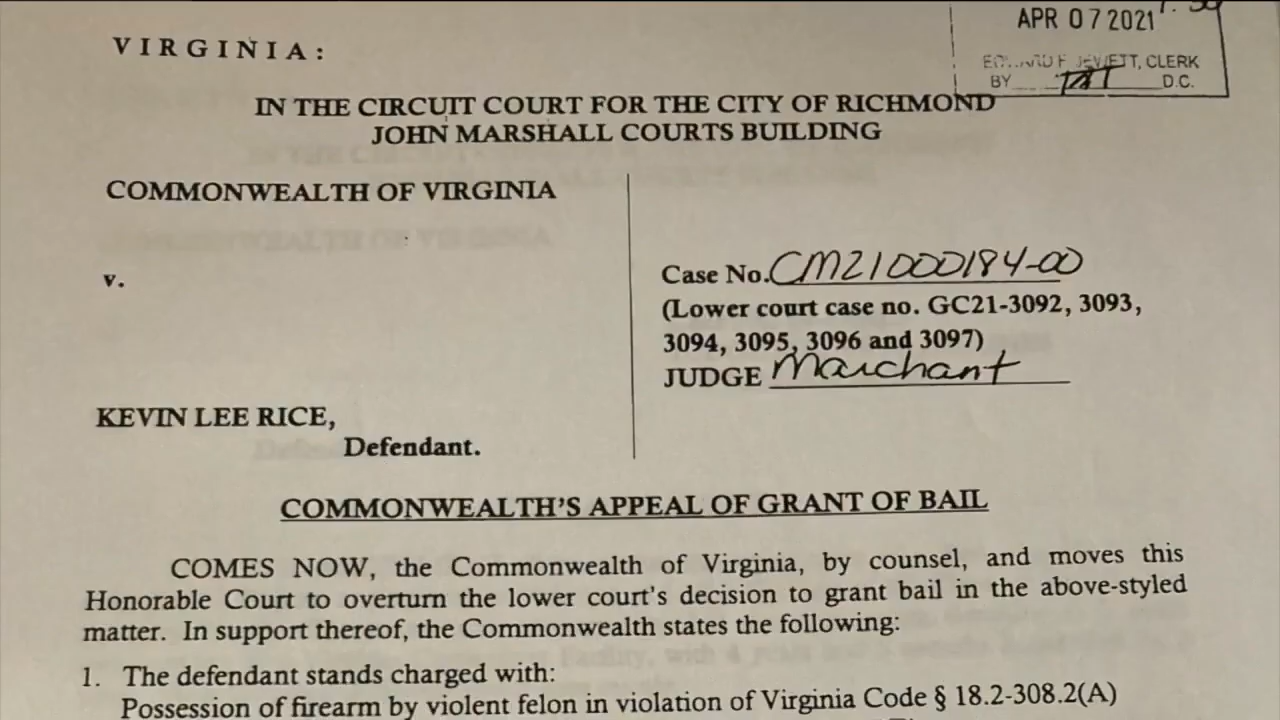 APR 07 2021
VIRGINIA:
JEWETT, CLERK
BY D.C.
IN THE CIRCUIT COURT FOR THE CITY OF RICHMOND
JOHN MARSHALL COURTS BUILDING
COMMONWEALTH OF VIRGINIA
v.
Case No. CM21000184-00
(Lower court case no. GC21-3092, 3093,
3094, 3095, 3096 and 3097)
JUDGE Marchant
KEVIN LEE RICE,
Defendant.
COMMONWEALTH'S APPEAL OF GRANT OF BAIL
COMES NOW, the Commonwealth of Virginia, by counsel, and moves this
Honorable Court to overturn the lower court's decision to grant bail in the above-styled
matter. In support thereof, the Commonwealth states the following:
1. The defendant stands charged with:
Possession of firearm by violent felon in violation of Virginia Code § 18.2-308.2(A)